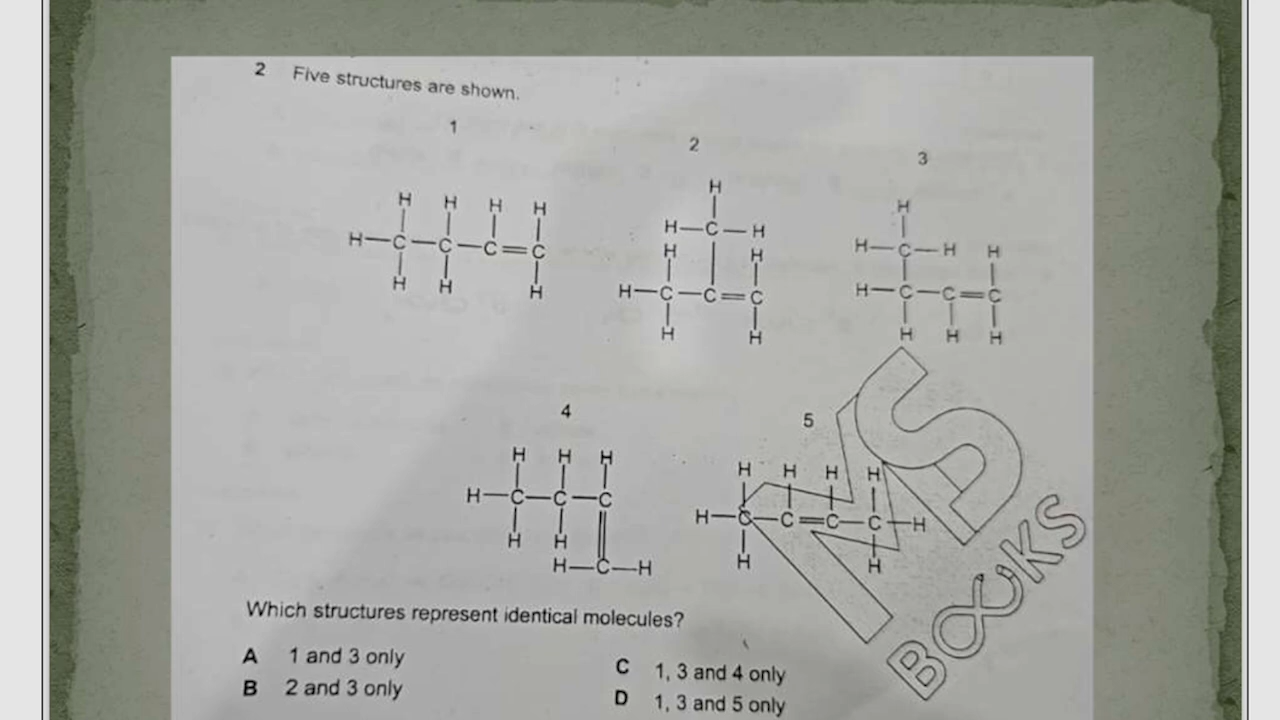 2 Five structures are shown.
1
2
3
H H H H
H—C—C—C=C
H H H
H
H—C—H
H H
H—C—C=C
H H
H
H—C—H H
H—C—C=C
H H H
4
5
H H H
H—C—C—C
H H
H—C—H
H H H H
H—C—C=C—C—H
H H
AS
BOOKS
Which structures represent identical molecules?
A 1 and 3 only
B 2 and 3 only
C 1, 3 and 4 only
D 1, 3 and 5 only